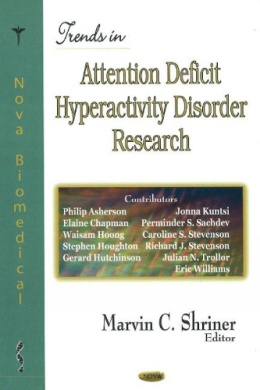 Trends in
Attention Deficit
Hyperactivity Disorder
Research
Nova Biomedical
Contributors
Philip Asherson
Elaine Chapman
Waisam Hoong
Stephen Houghton
Gerard Hutchinson
Jonna Kuntsi
Perminder S. Sachdev
Caroline S. Stevenson
Richard J. Stevenson
Julian N. Trollor
Eric Williams
Marvin C. Shriner
Editor
NOVA